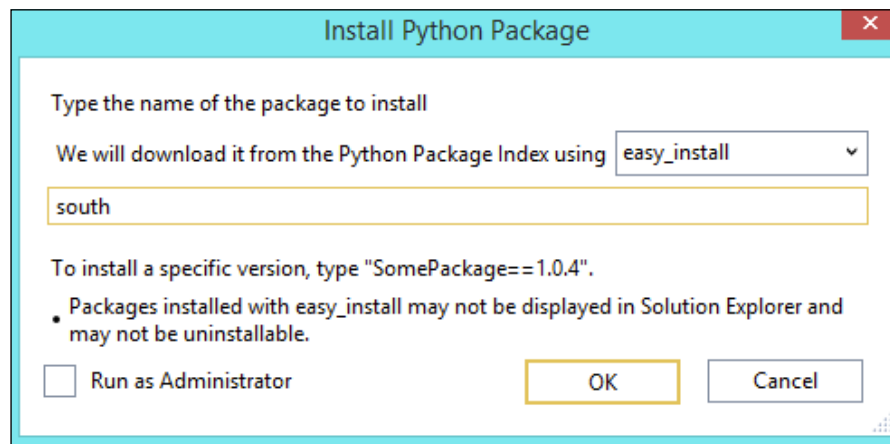 Install Python Package
Type the name of the package to install
We will download it from the Python Package Index using easy_install
south
To install a specific version, type "SomePackage==1.0.4".
• Packages installed with easy_install may not be displayed in Solution Explorer and
may not be uninstallable.
Run as Administrator OK Cancel